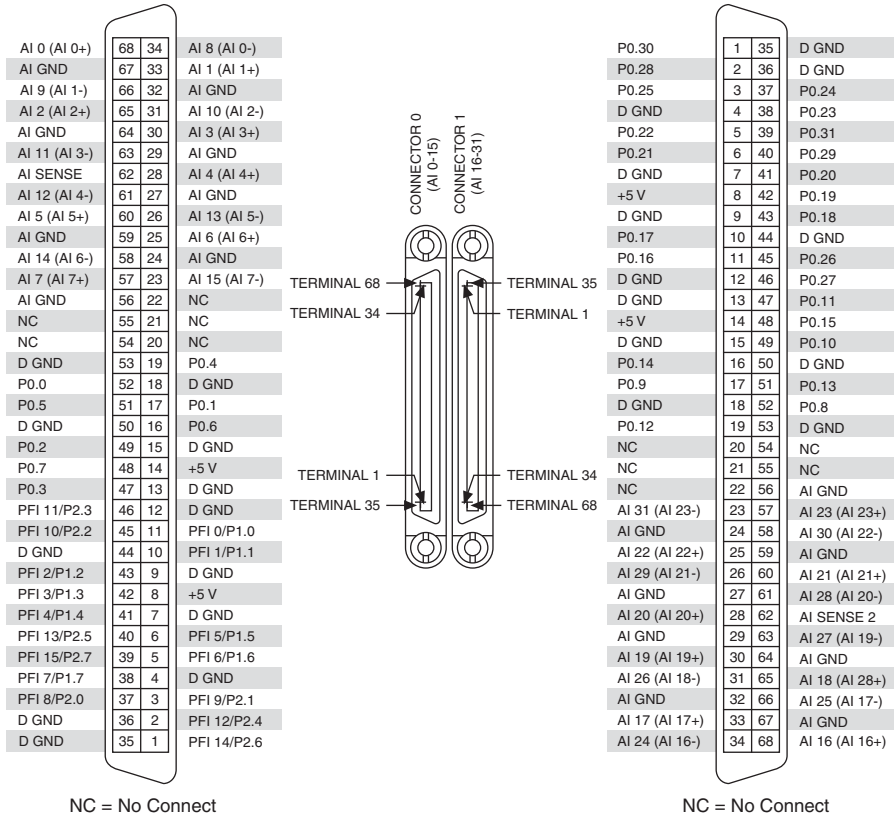 AI 0 (AI 0+) 68 34 AI 8 (AI 0-)
AI GND 67 33 AI 1 (AI 1+)
AI 9 (AI 1-) 66 32 AI GND
AI 2 (AI 2+) 65 31 AI 10 (AI 2-)
AI GND 64 30 AI 3 (AI 3+)
AI 11 (AI 3-) 63 29 AI GND
AI SENSE 62 28 AI 4 (AI 4+)
AI 12 (AI 4-) 61 27 AI GND
AI 5 (AI 5+) 60 26 AI 13 (AI 5-)
AI GND 59 25 AI 6 (AI 6+)
AI 14 (AI 6-) 58 24 AI GND
AI 7 (AI 7+) 57 23 AI 15 (AI 7-)
AI GND 56 22 NC
NC 55 21 NC
NC 54 20 NC
D GND 53 19 P0.4
P0.0 52 18 D GND
P0.5 51 17 P0.1
D GND 50 16 P0.6
P0.2 49 15 D GND
P0.7 48 14 +5 V
P0.3 47 13 D GND
PFI 11/P2.3 46 12 D GND
PFI 10/P2.2 45 11 PFI 0/P1.0
D GND 44 10 PFI 1/P1.1
PFI 2/P1.2 43 9 D GND
PFI 3/P1.3 42 8 +5 V
PFI 4/P1.4 41 7 D GND
PFI 13/P2.5 40 6 PFI 5/P1.5
PFI 15/P2.7 39 5 PFI 6/P1.6
PFI 7/P1.7 38 4 D GND
PFI 8/P2.0 37 3 PFI 9/P2.1
D GND 36 2 PFI 12/P2.4
D GND 35 1 PFI 14/P2.6
NC = No Connect
CONNECTOR 0
(AI 0-15)
CONNECTOR 1
(AI 16-31)
TERMINAL 68
TERMINAL 35
TERMINAL 34
TERMINAL 1
TERMINAL 1
TERMINAL 34
TERMINAL 35
TERMINAL 68
P0.30 1 35 D GND
P0.28 2 36 D GND
P0.25 3 37 P0.24
D GND 4 38 P0.23
P0.22 5 39 P0.31
P0.21 6 40 P0.29
D GND 7 41 P0.20
+5 V 8 42 P0.19
D GND 9 43 P0.18
P0.17 10 44 D GND
P0.16 11 45 P0.26
D GND 12 46 P0.27
D GND 13 47 P0.11
+5 V 14 48 P0.15
D GND 15 49 P0.10
P0.14 16 50 D GND
P0.9 17 51 P0.13
D GND 18 52 P0.8
P0.12 19 53 D GND
NC 20 54 NC
NC 21 55 NC
NC 22 56 AI GND
AI 31 (AI 23-) 23 57 AI 23 (AI 23+)
AI GND 24 58 AI 30 (AI 22-)
AI 22 (AI 22+) 25 59 AI GND
AI 29 (AI 21-) 26 60 AI 21 (AI 21+)
AI GND 27 61 AI 28 (AI 20-)
AI 20 (AI 20+) 28 62 AI SENSE 2
AI GND 29 63 AI 27 (AI 19-)
AI 19 (AI 19+) 30 64 AI GND
AI 26 (AI 18-) 31 65 AI 18 (AI 28+)
AI GND 32 66 AI 25 (AI 17-)
AI 17 (AI 17+) 33 67 AI GND
AI 24 (AI 16-) 34 68 AI 16 (AI 16+)
NC = No Connect